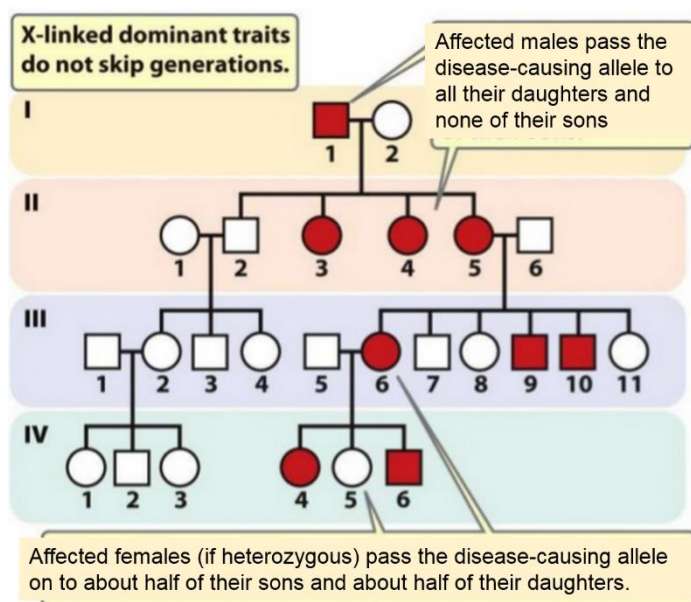 X-linked dominant traits
do not skip generations.
Affected males pass the
disease-causing allele to
all their daughters and
none of their sons
I
1 2
II
1 2 3 4 5 6
III
1 2 3 4 5 6 7 8 9 10 11
IV
1 2 3 4 5 6
Affected females (if heterozygous) pass the disease-causing allele
on to about half of their sons and about half of their daughters.